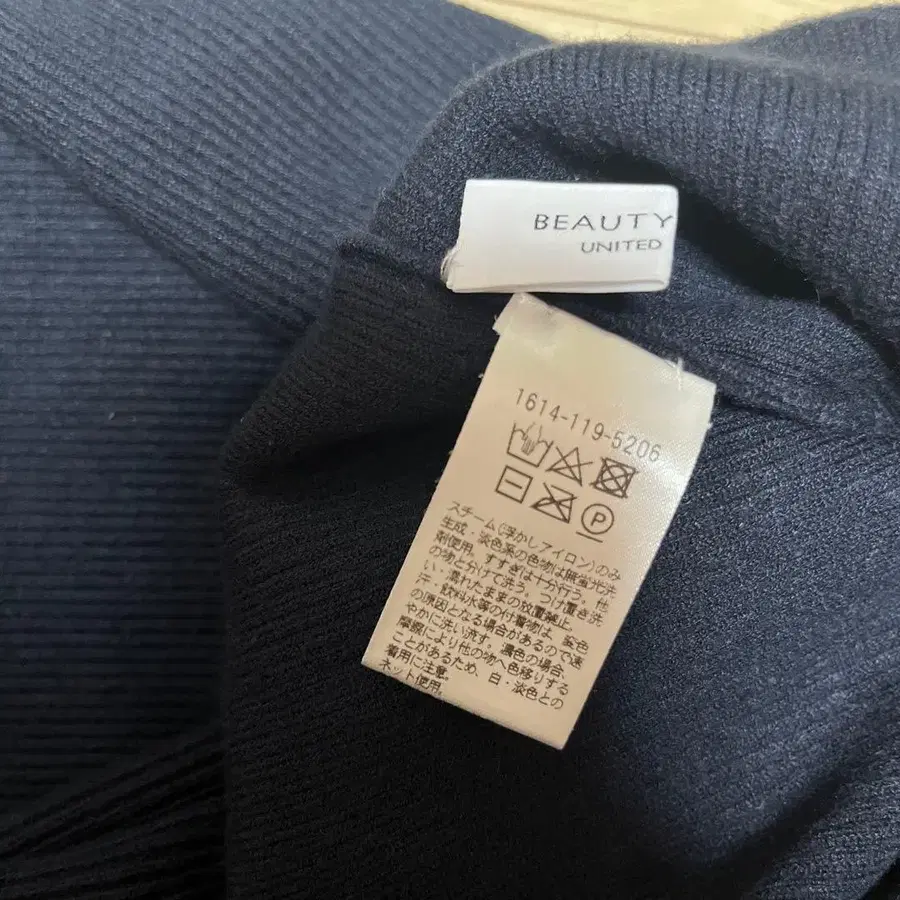 BEAUTY
UNITED
1614-119-5206
P
スチーム(浮かしアイロン)のみ
生成・淡色系の色物は無蛍光洗
剤使用。すすぎは十分行う。他
の物と分けて洗う。つけ置き洗
い・濡れたままの放置禁止。
汗・飲料水等の付着物は、変色
の原因となる場合があるので速
やかに洗い流す 濃色の場合、
摩擦により他の物へ色移りする
ことがあるため、白・淡色との
着用に注意
ネット使用。